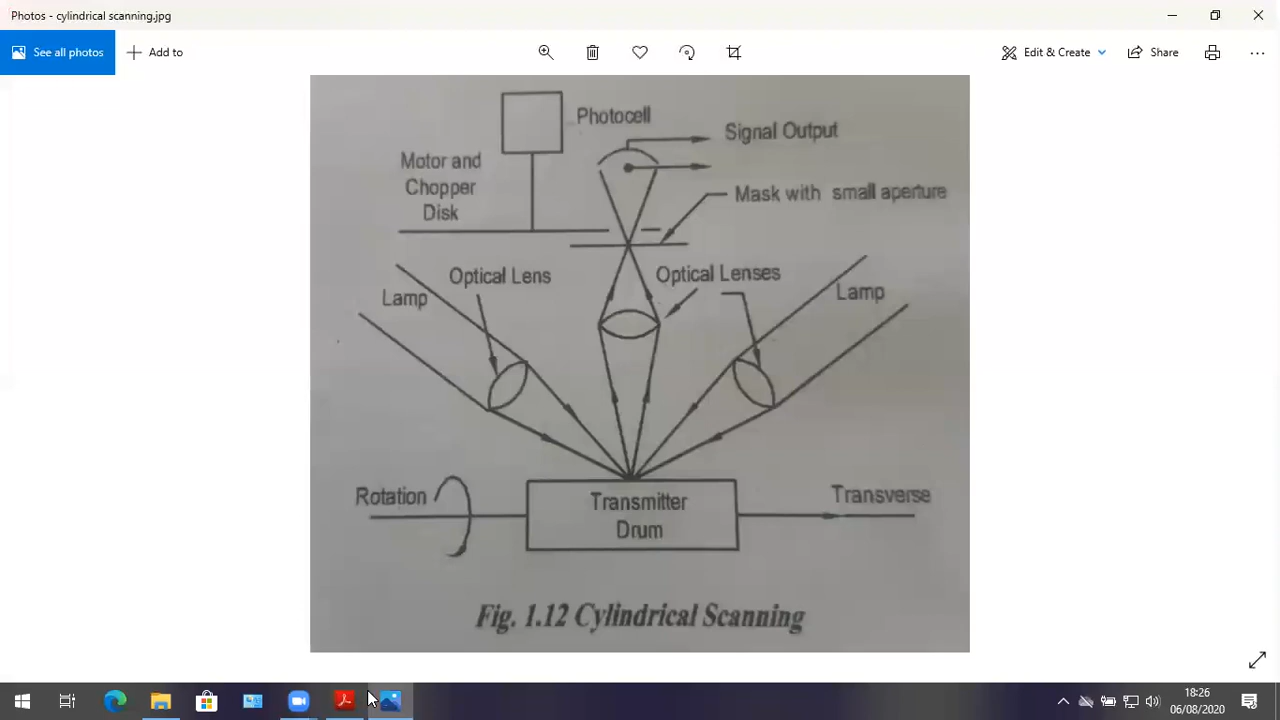 Photos - cylindrical scanning.jpg
See all photos
Add to
Edit & Create
Share
Photocell
Signal Output
Motor and
Chopper
Disk
Mask with small aperture
Optical Lens
Optical Lenses
Lamp
Lamp
Rotation
Transmitter
Drum
Transverse
Fig. 1.12 Cylindrical Scanning
18:26
06/08/2020